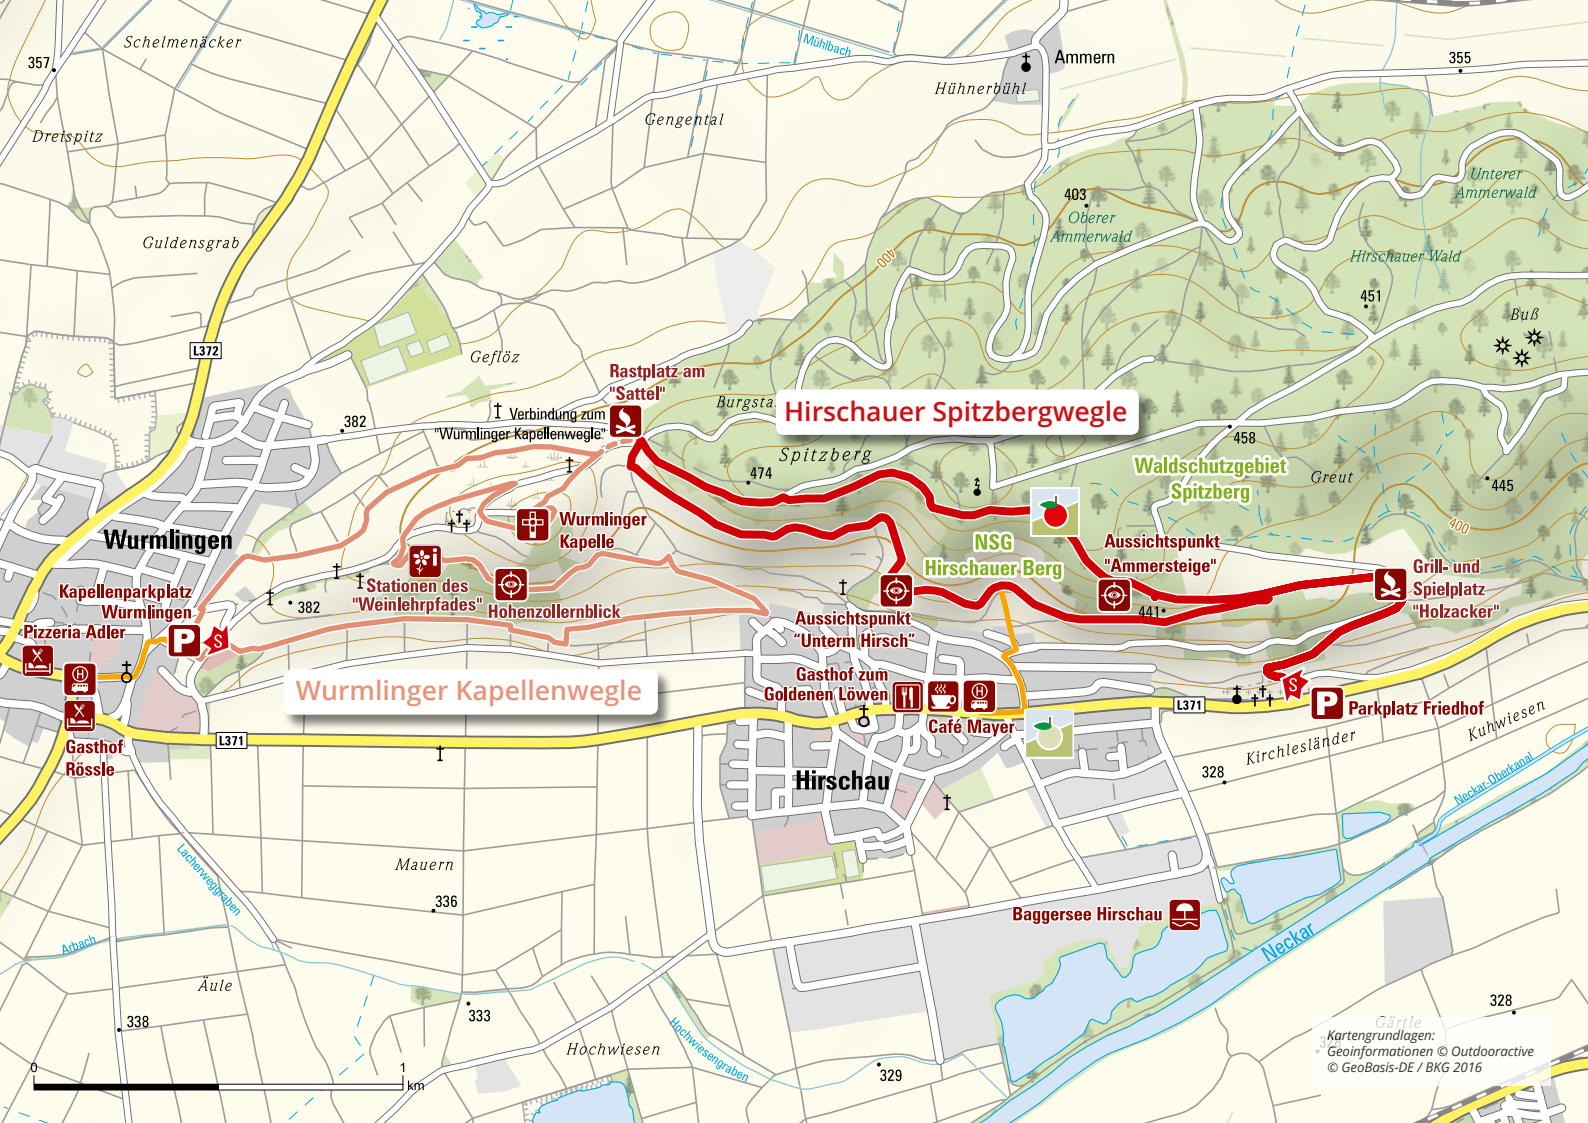 Schelmenäcker
357
Dreispitz
Guldensgrab
L372
Mühlbach
Ammern
Hühnerbühl
Gengental
355
Unterer
Ammerwald
403
Oberer
Ammerwald
400
Hirschauer Wald
451
Buß
Geflöz
Rastplatz am
"Sattel"
Burgsta
Hirschauer Spitzbergwegle
382
Verbindung zum
"Wurmlinger Kapellenwegle"
Spitzberg
474
458
Waldschutzgebiet
Spitzberg
Greut
445
400
Wurmlingen
Wurmlinger
Kapelle
NSG
Hirschauer Berg
Aussichtspunkt
"Ammersteige"
441
Grill- und
Spielplatz
"Holzacker"
Kapellenparkplatz
Wurmlingen
P
S
382
Stationen des
"Weinlehrpfades"
i
Hohenzollernblick
Aussichtspunkt
“Unterm Hirsch”
Pizzeria Adler
H
Gasthof
Rössle
Wurmlinger Kapellenwegle
L371
Gasthof zum
Goldenen Löwen
H
Café Mayer
L371
S
P
Parkplatz Friedhof
Kirchlesländer
Kuhwiesen
Hirschau
328
Neckar-Oberkanal
Lacherweggraben
Mauern
336
Arbach
Baggersee Hirschau
Neckar
Äule
338
333
Hochwiesen
Hochwiesengraben
329
328
Gärtle
0
1
km
Kartengrundlagen:
Geoinformationen © Outdooractive
© GeoBasis-DE / BKG 2016